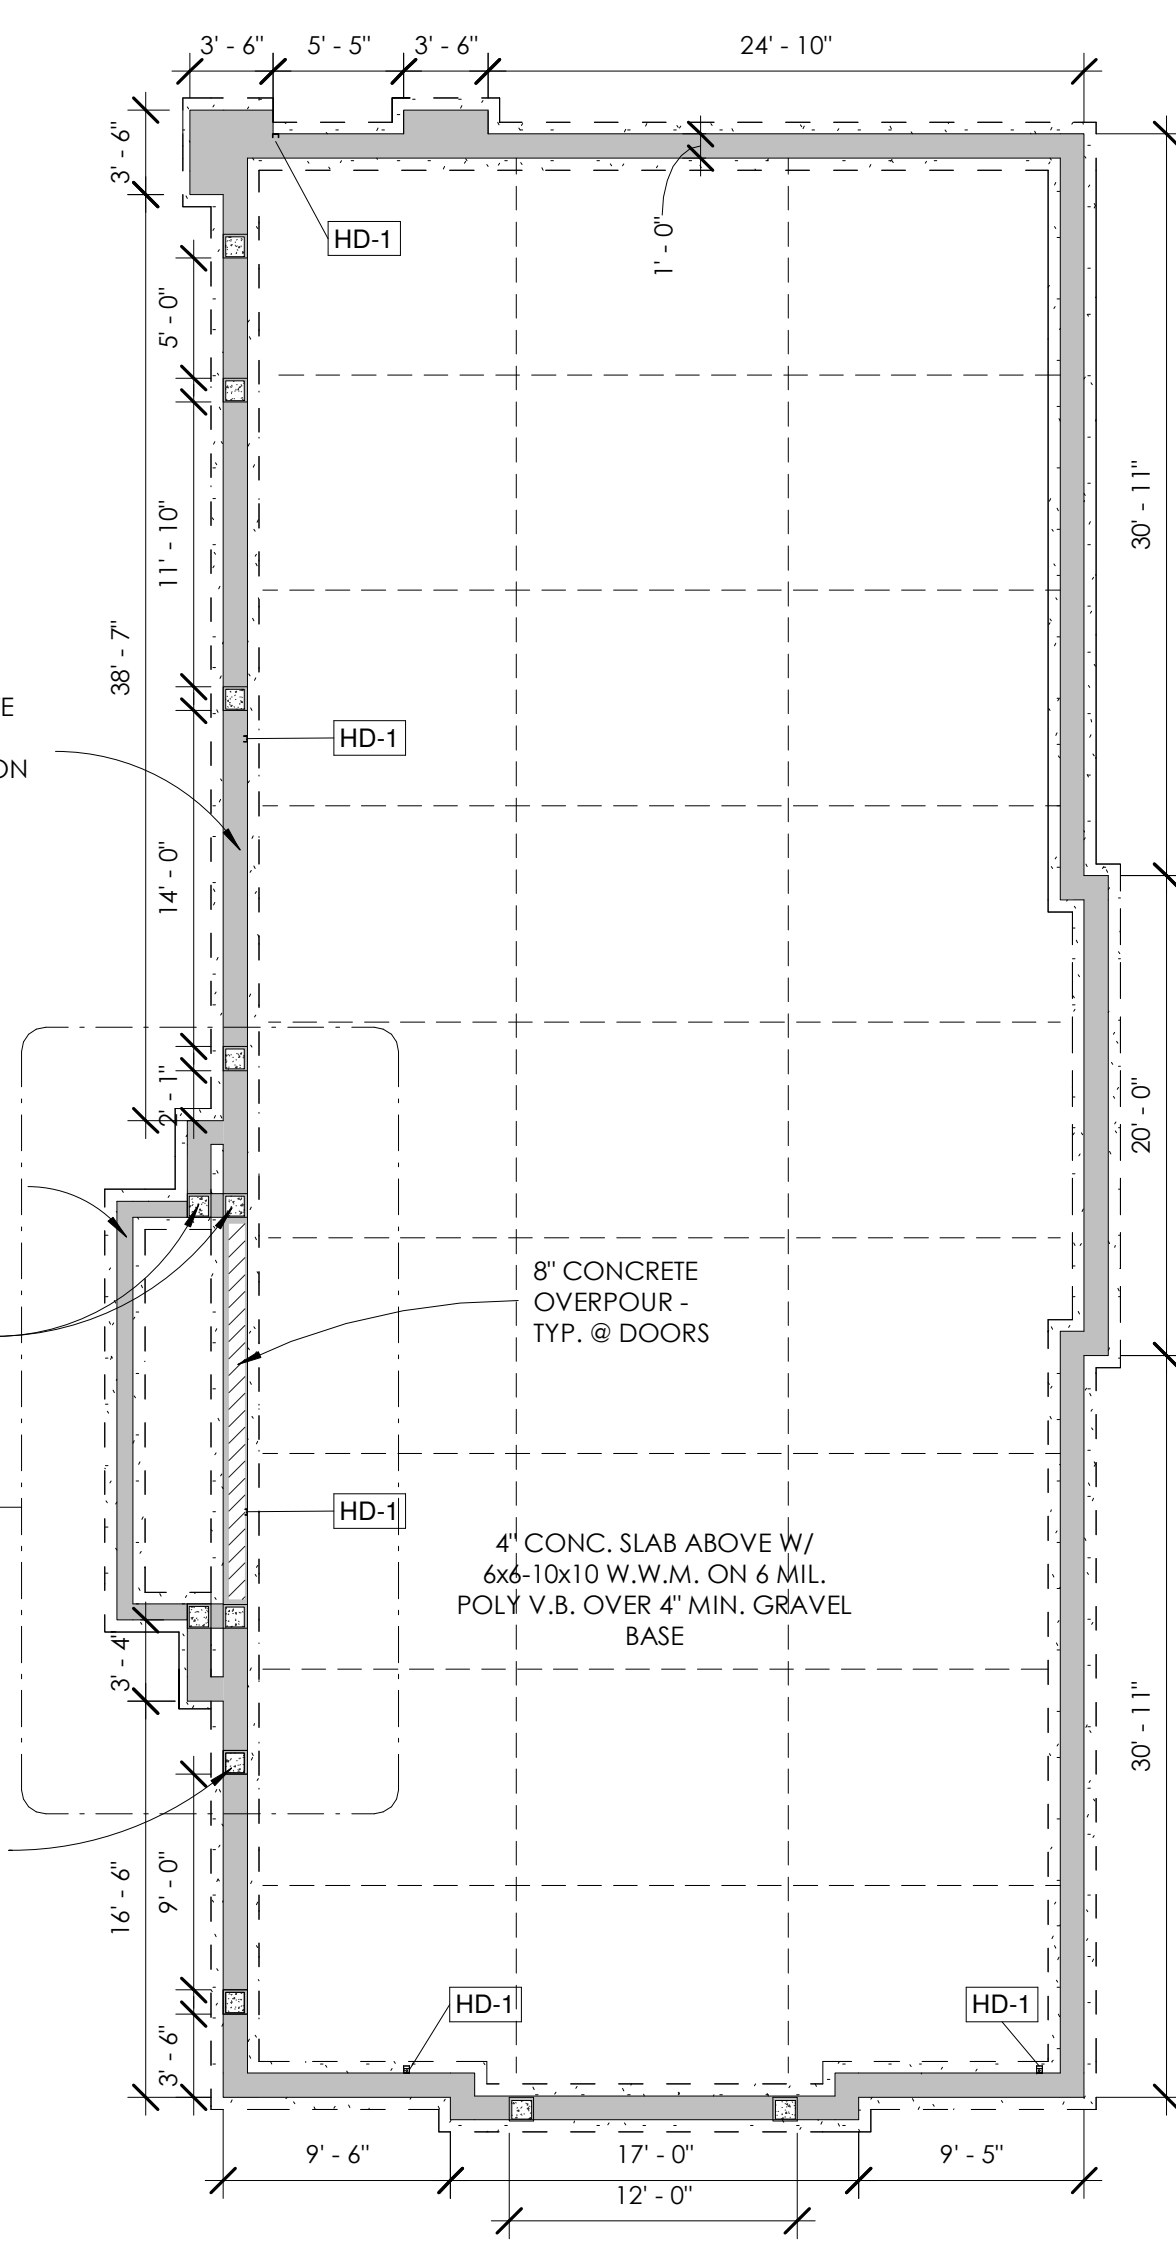 3' - 6" 5' - 5" 3' - 6" 24' - 10"
3' - 6"
HD-1
1' - 0"
5' - 0"
30' - 11"
11' - 10"
38' - 7"
E
HD-1
ON
14' - 0"
2' - 1"
20' - 0"
8" CONCRETE
OVERPOUR -
TYP. @ DOORS
HD-1
4" CONC. SLAB ABOVE W/
6x6-10x10 W.W.M. ON 6 MIL.
POLY V.B. OVER 4" MIN. GRAVEL
BASE
3' - 4"
30' - 11"
16' - 6"
9' - 0"
HD-1
HD-1
3' - 6"
9' - 6" 17' - 0" 9' - 5"
12' - 0"